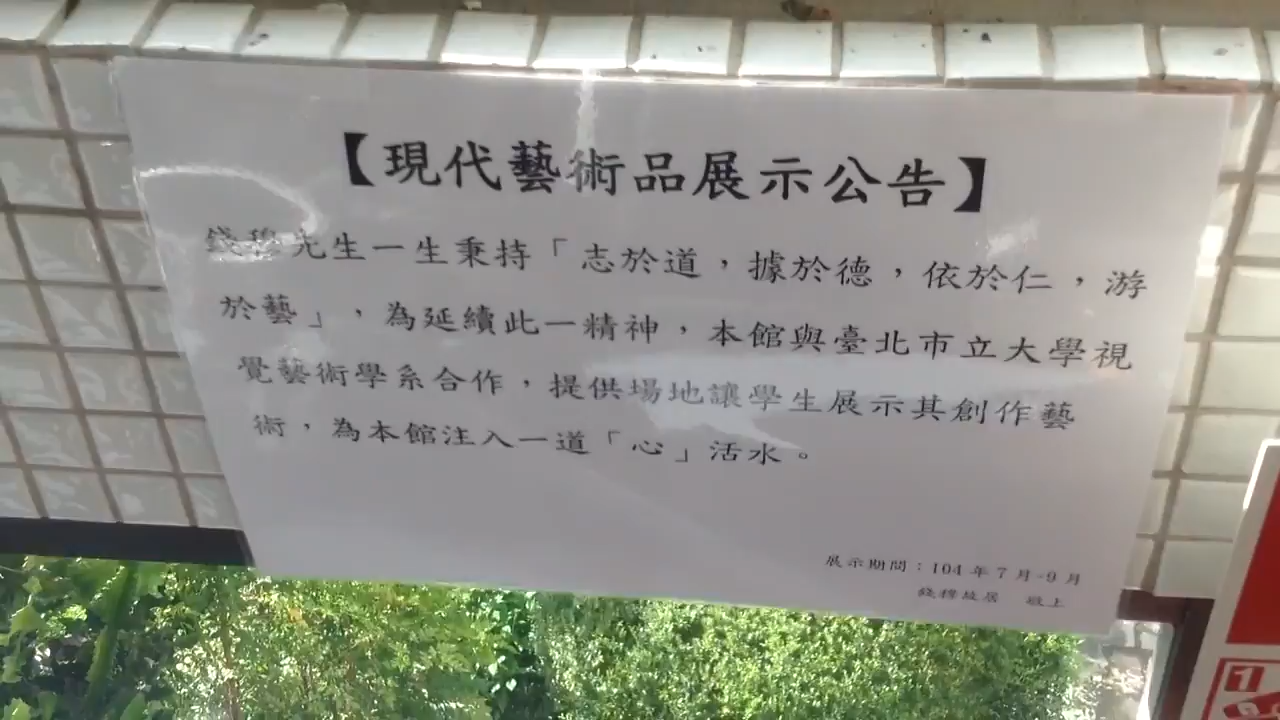 【現代藝術品展示公告】
錢穆先生一生秉持「志於道，據於德，依於仁，游
於藝」，為延續此一精神，本館與臺北市立大學視
覺藝術學系合作，提供場地讓學生展示其創作藝
術，為本館注入一道「心」活水。
展示期間：104 年 7 月-9 月
錢穆故居 敬上
1